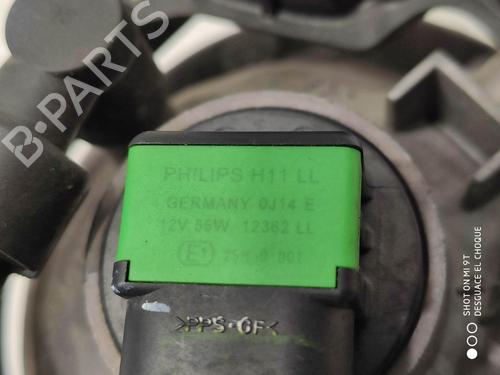 B-PARTS
PHILIPS H11 LL
GERMANY 0J14 E
12V 55W 12362 LL
E1
>PPS-GF<
SHOT ON MI 9T
DESGUACE EL CHOQUE